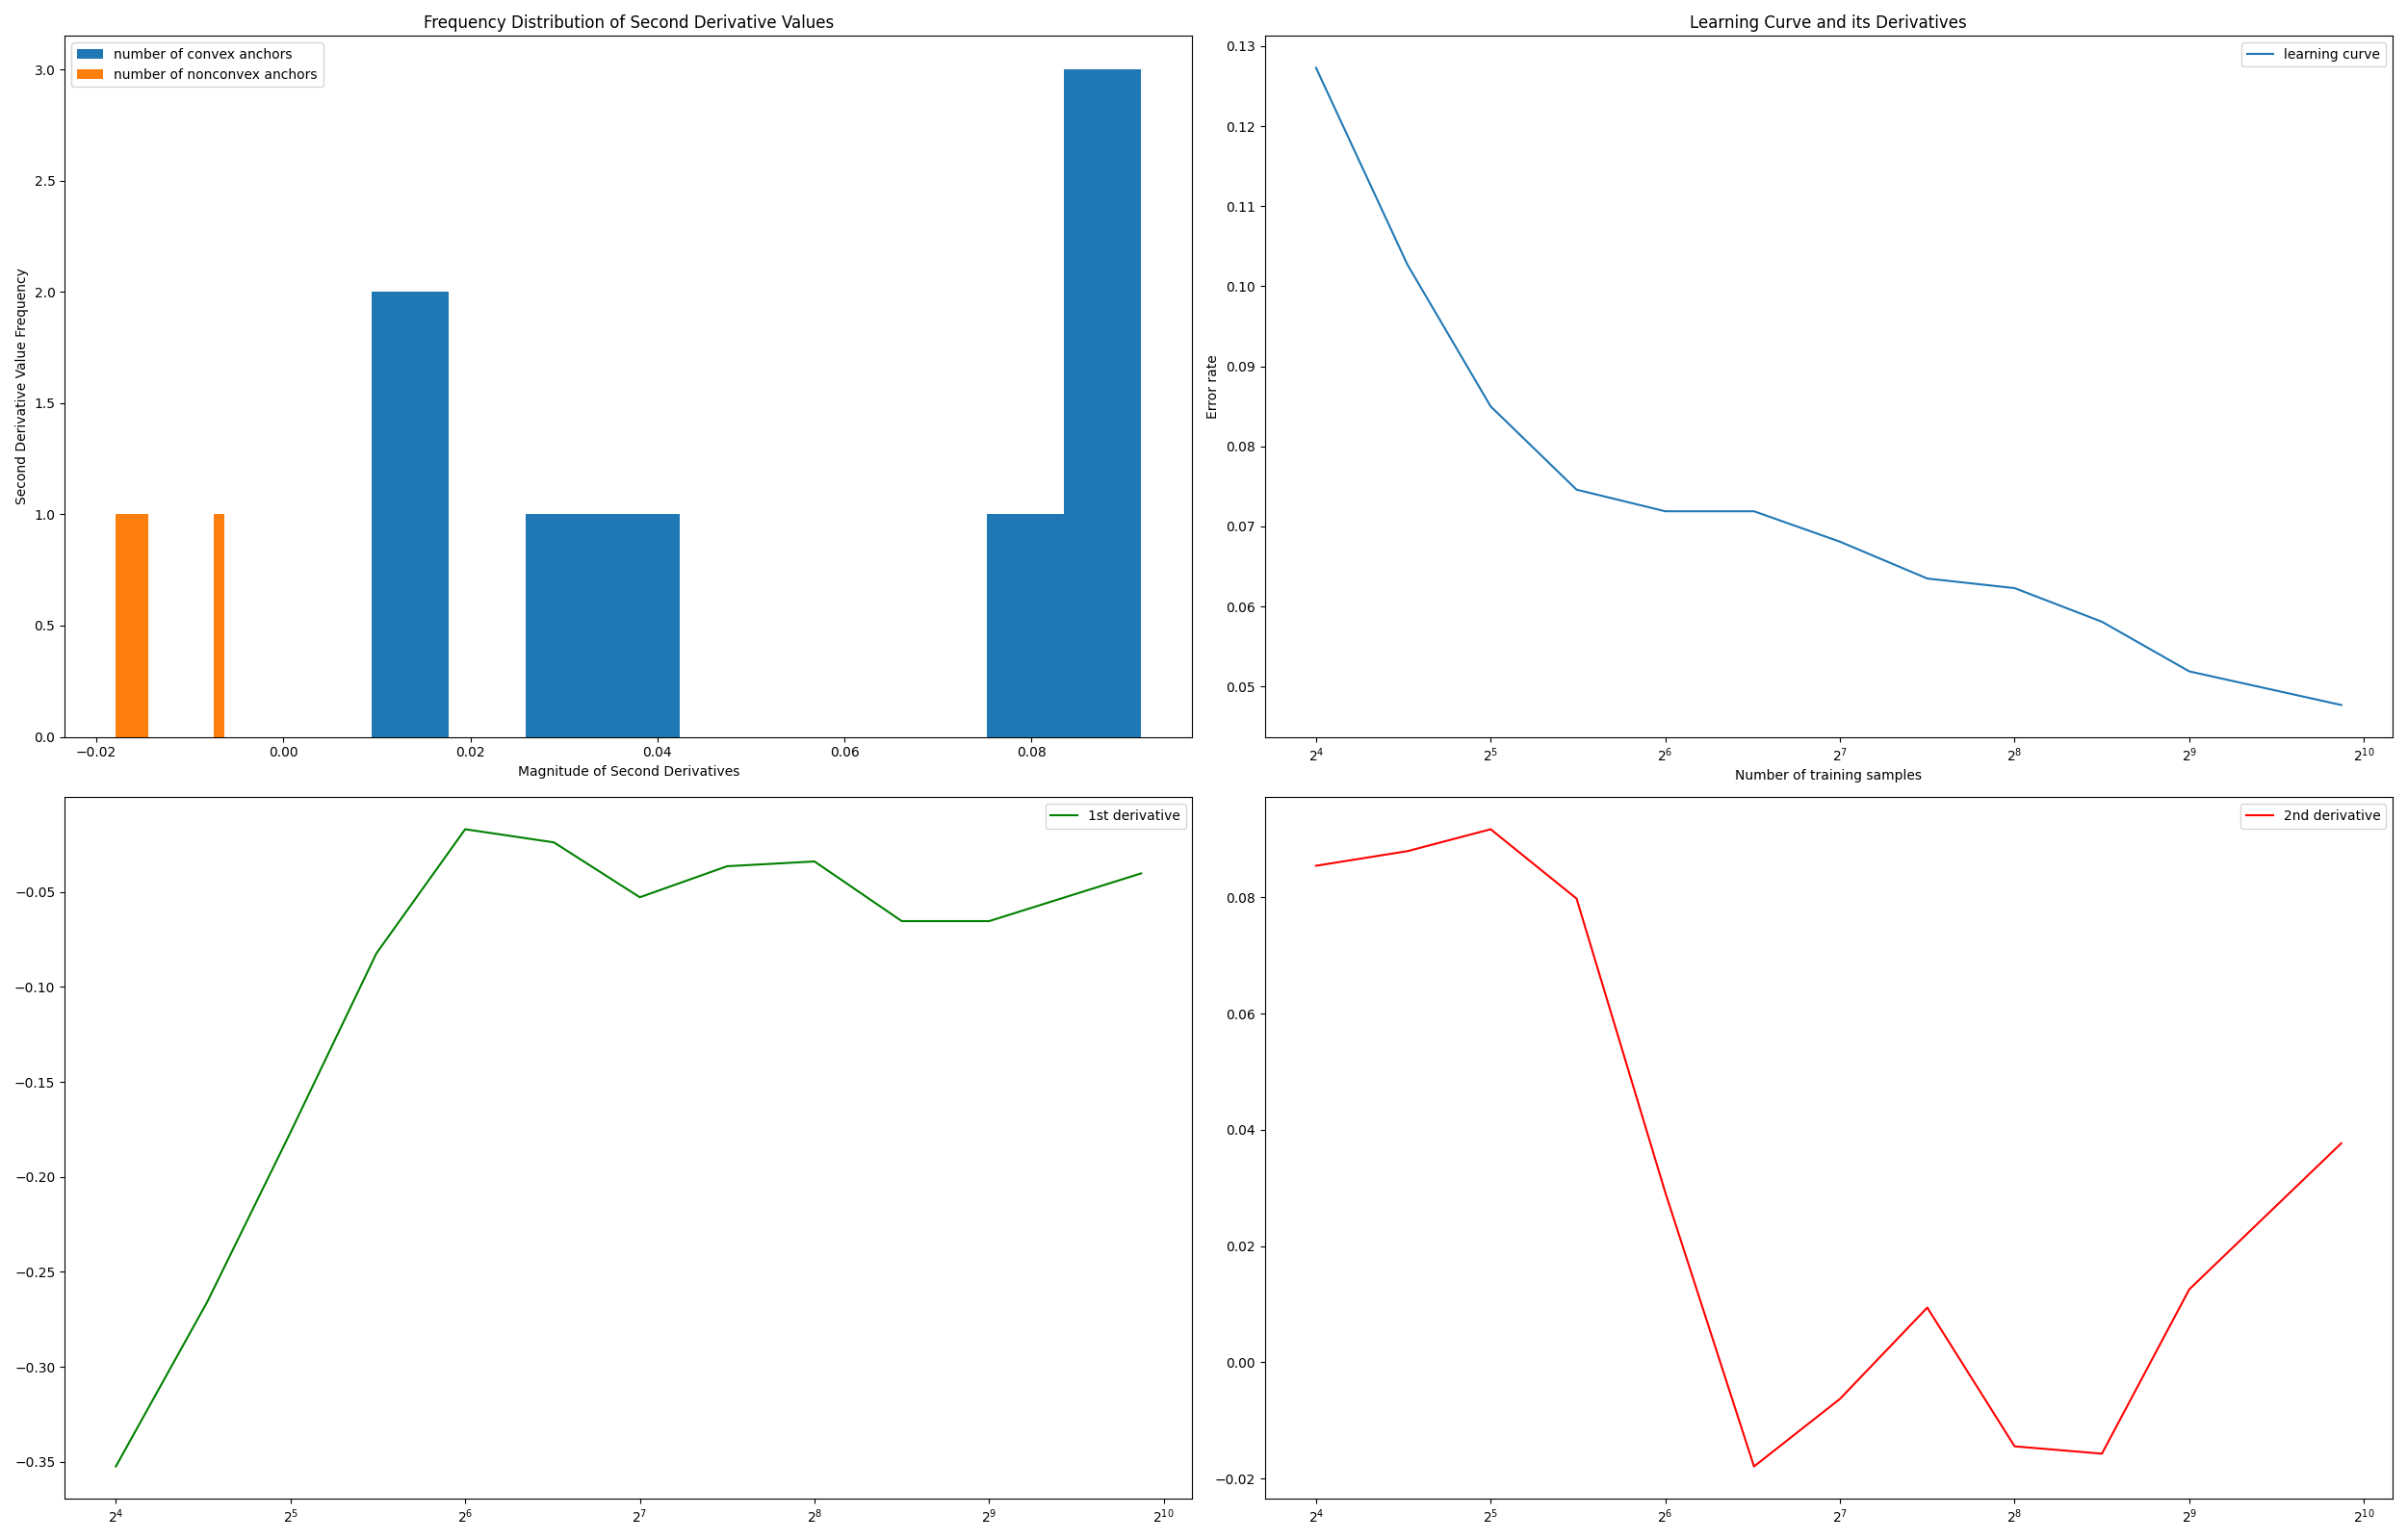 Frequency Distribution of Second Derivative Values
number of convex anchors
number of nonconvex anchors
Second Derivative Value Frequency
3.0
2.5
2.0
1.5
1.0
0.5
0.0
−0.02 0.00 0.02 0.04 0.06 0.08
Magnitude of Second Derivatives
Learning Curve and its Derivatives
learning curve
Error rate
0.13
0.12
0.11
0.10
0.09
0.08
0.07
0.06
0.05
2⁴ 2⁵ 2⁶ 2⁷ 2⁸ 2⁹ 2¹⁰
Number of training samples
1st derivative
−0.05
−0.10
−0.15
−0.20
−0.25
−0.30
−0.35
2⁴ 2⁵ 2⁶ 2⁷ 2⁸ 2⁹ 2¹⁰
2nd derivative
0.08
0.06
0.04
0.02
0.00
−0.02
2⁴ 2⁵ 2⁶ 2⁷ 2⁸ 2⁹ 2¹⁰